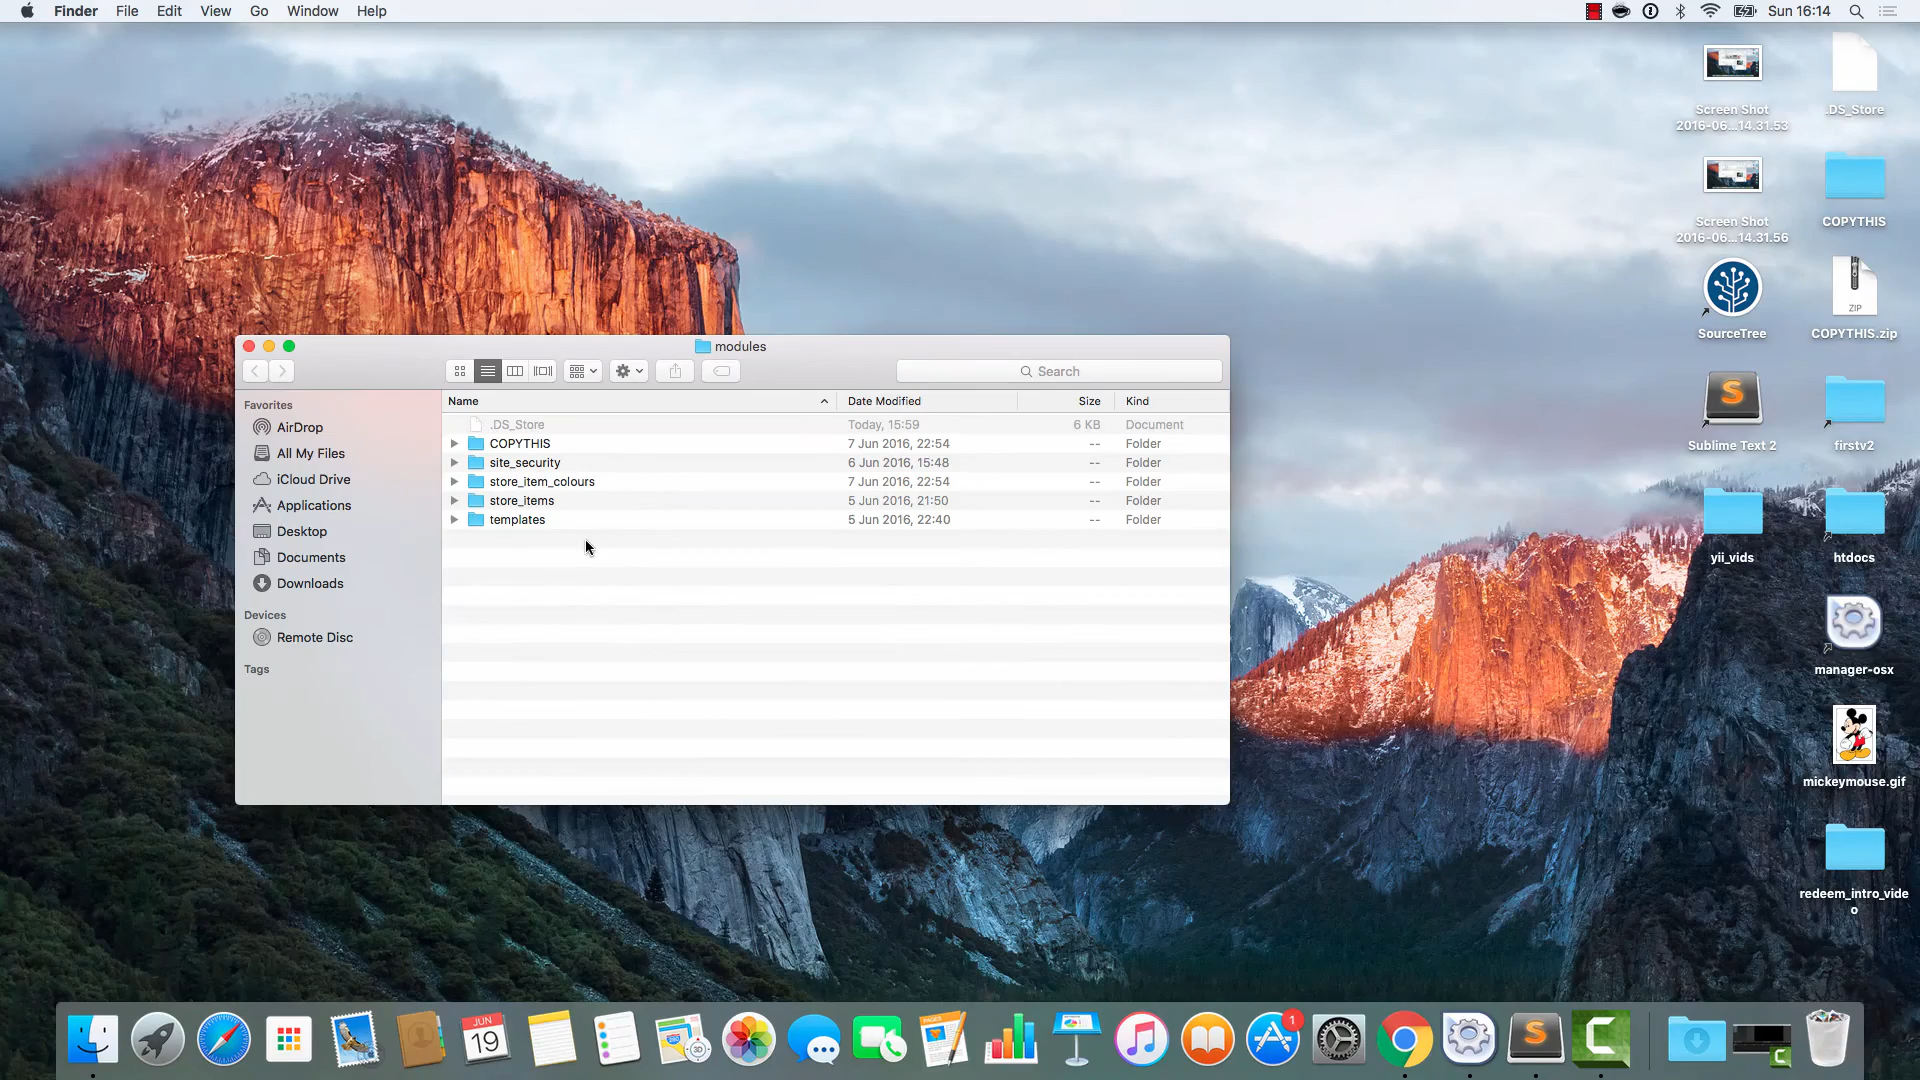 Finder File Edit View Go Window Help
Sun 16:14
Screen Shot
2016-06...14.31.53
.DS_Store
Screen Shot
2016-06...14.31.56
COPYTHIS
ZIP
SourceTree
COPYTHIS.zip
S
Sublime Text 2
firstv2
yii_vids
htdocs
manager-osx
mickeymouse.gif
redeem_intro_vide
o
modules
Search
Favorites
AirDrop
All My Files
iCloud Drive
Applications
Desktop
Documents
Downloads
Devices
Remote Disc
Tags
Name Date Modified Size Kind
.DS_Store Today, 15:59 6 KB Document
COPYTHIS 7 Jun 2016, 22:54 -- Folder
site_security 6 Jun 2016, 15:48 -- Folder
store_item_colours 7 Jun 2016, 22:54 -- Folder
store_items 5 Jun 2016, 21:50 -- Folder
templates 5 Jun 2016, 22:40 -- Folder
JUN
19
3D
PAGES
1
S
C
C